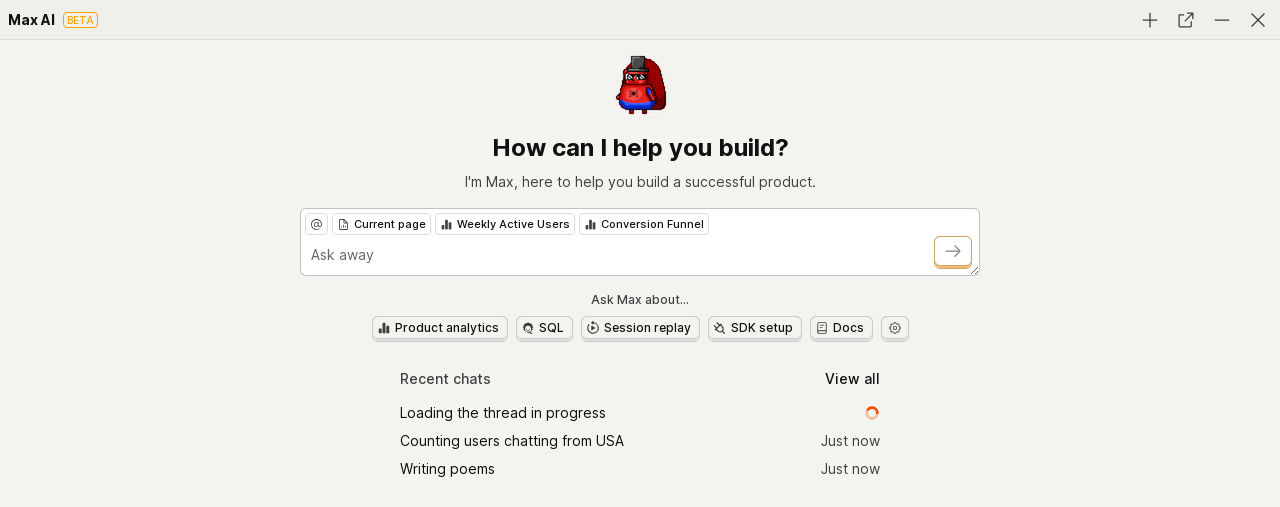 Max AI BETA
How can I help you build?
I'm Max, here to help you build a successful product.
@ Current page Weekly Active Users Conversion Funnel
Ask away
Ask Max about...
Product analytics SQL Session replay SDK setup Docs
Recent chats View all
Loading the thread in progress
Counting users chatting from USA Just now
Writing poems Just now